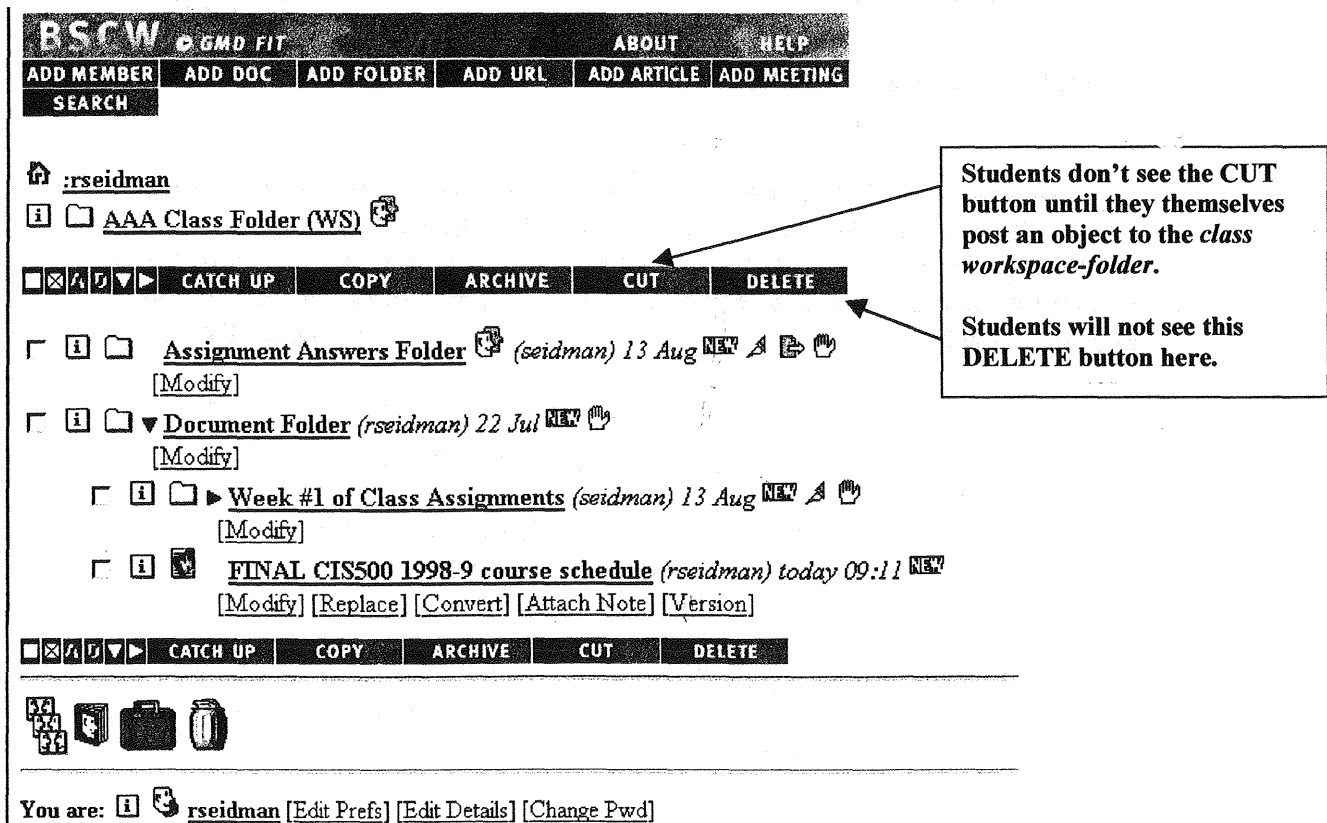 BSCW GMD FIT ABOUT HELP
ADD MEMBER ADD DOC ADD FOLDER ADD URL ADD ARTICLE ADD MEETING
SEARCH
:rseidman
AAA Class Folder (WS)
CATCH UP COPY ARCHIVE CUT DELETE
Assignment Answers Folder (seidman) 13 Aug NEW
[Modify]
Document Folder (rseidman) 22 Jul NEW
[Modify]
Week #1 of Class Assignments (seidman) 13 Aug NEW
[Modify]
FINAL CIS500 1998-9 course schedule (rseidman) today 09:11 NEW
[Modify] [Replace] [Convert] [Attach Note] [Version]
CATCH UP COPY ARCHIVE CUT DELETE
You are: rseidman [Edit Prefs] [Edit Details] [Change Pwd]
Students don't see the CUT
button until they themselves
post an object to the class
workspace-folder.
Students will not see this
DELETE button here.